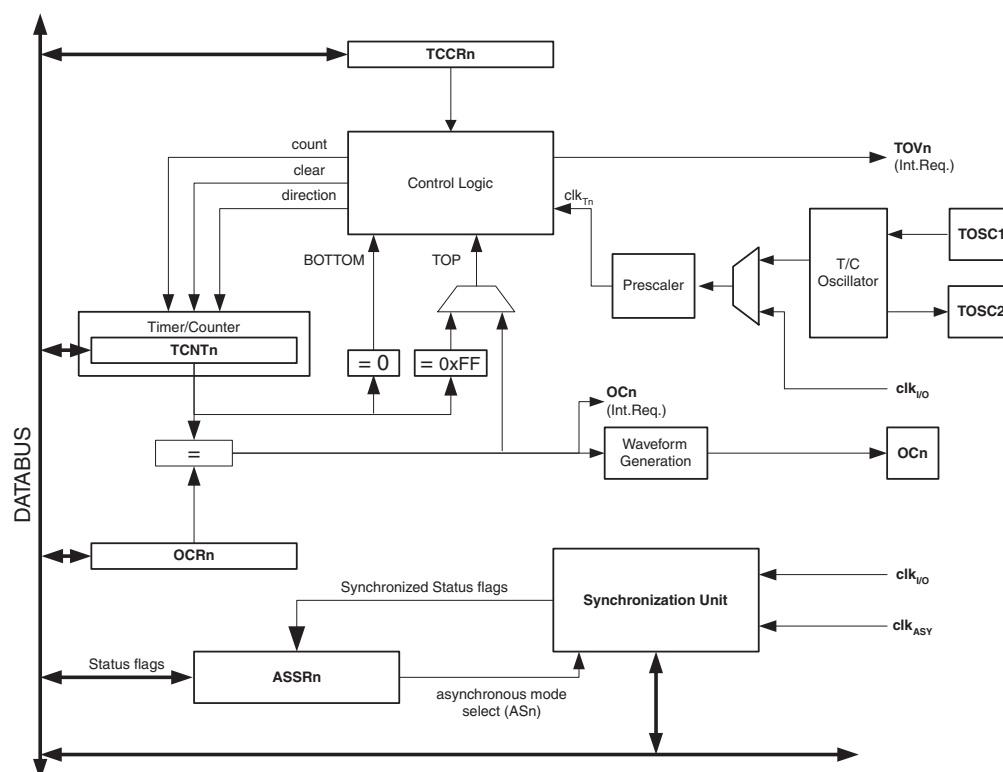 TCCRn
count
clear
direction
Control Logic
TOVn
(Int.Req.)
clkTn
BOTTOM
TOP
T/C
Oscillator
TOSC1
TOSC2
Prescaler
Timer/Counter
TCNTn
= 0
= 0xFF
clkI/O
OCn
(Int.Req.)
=
Waveform
Generation
OCn
DATABUS
OCRn
Synchronized Status flags
Synchronization Unit
clkI/O
clkASY
Status flags
ASSRn
asynchronous mode
select (ASn)